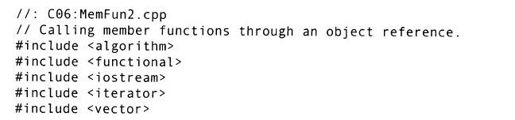 //: C06:MemFun2.cpp
// Calling member functions through an object reference.
#include <algorithm>
#include <functional>
#include <iostream>
#include <iterator>
#include <vector>